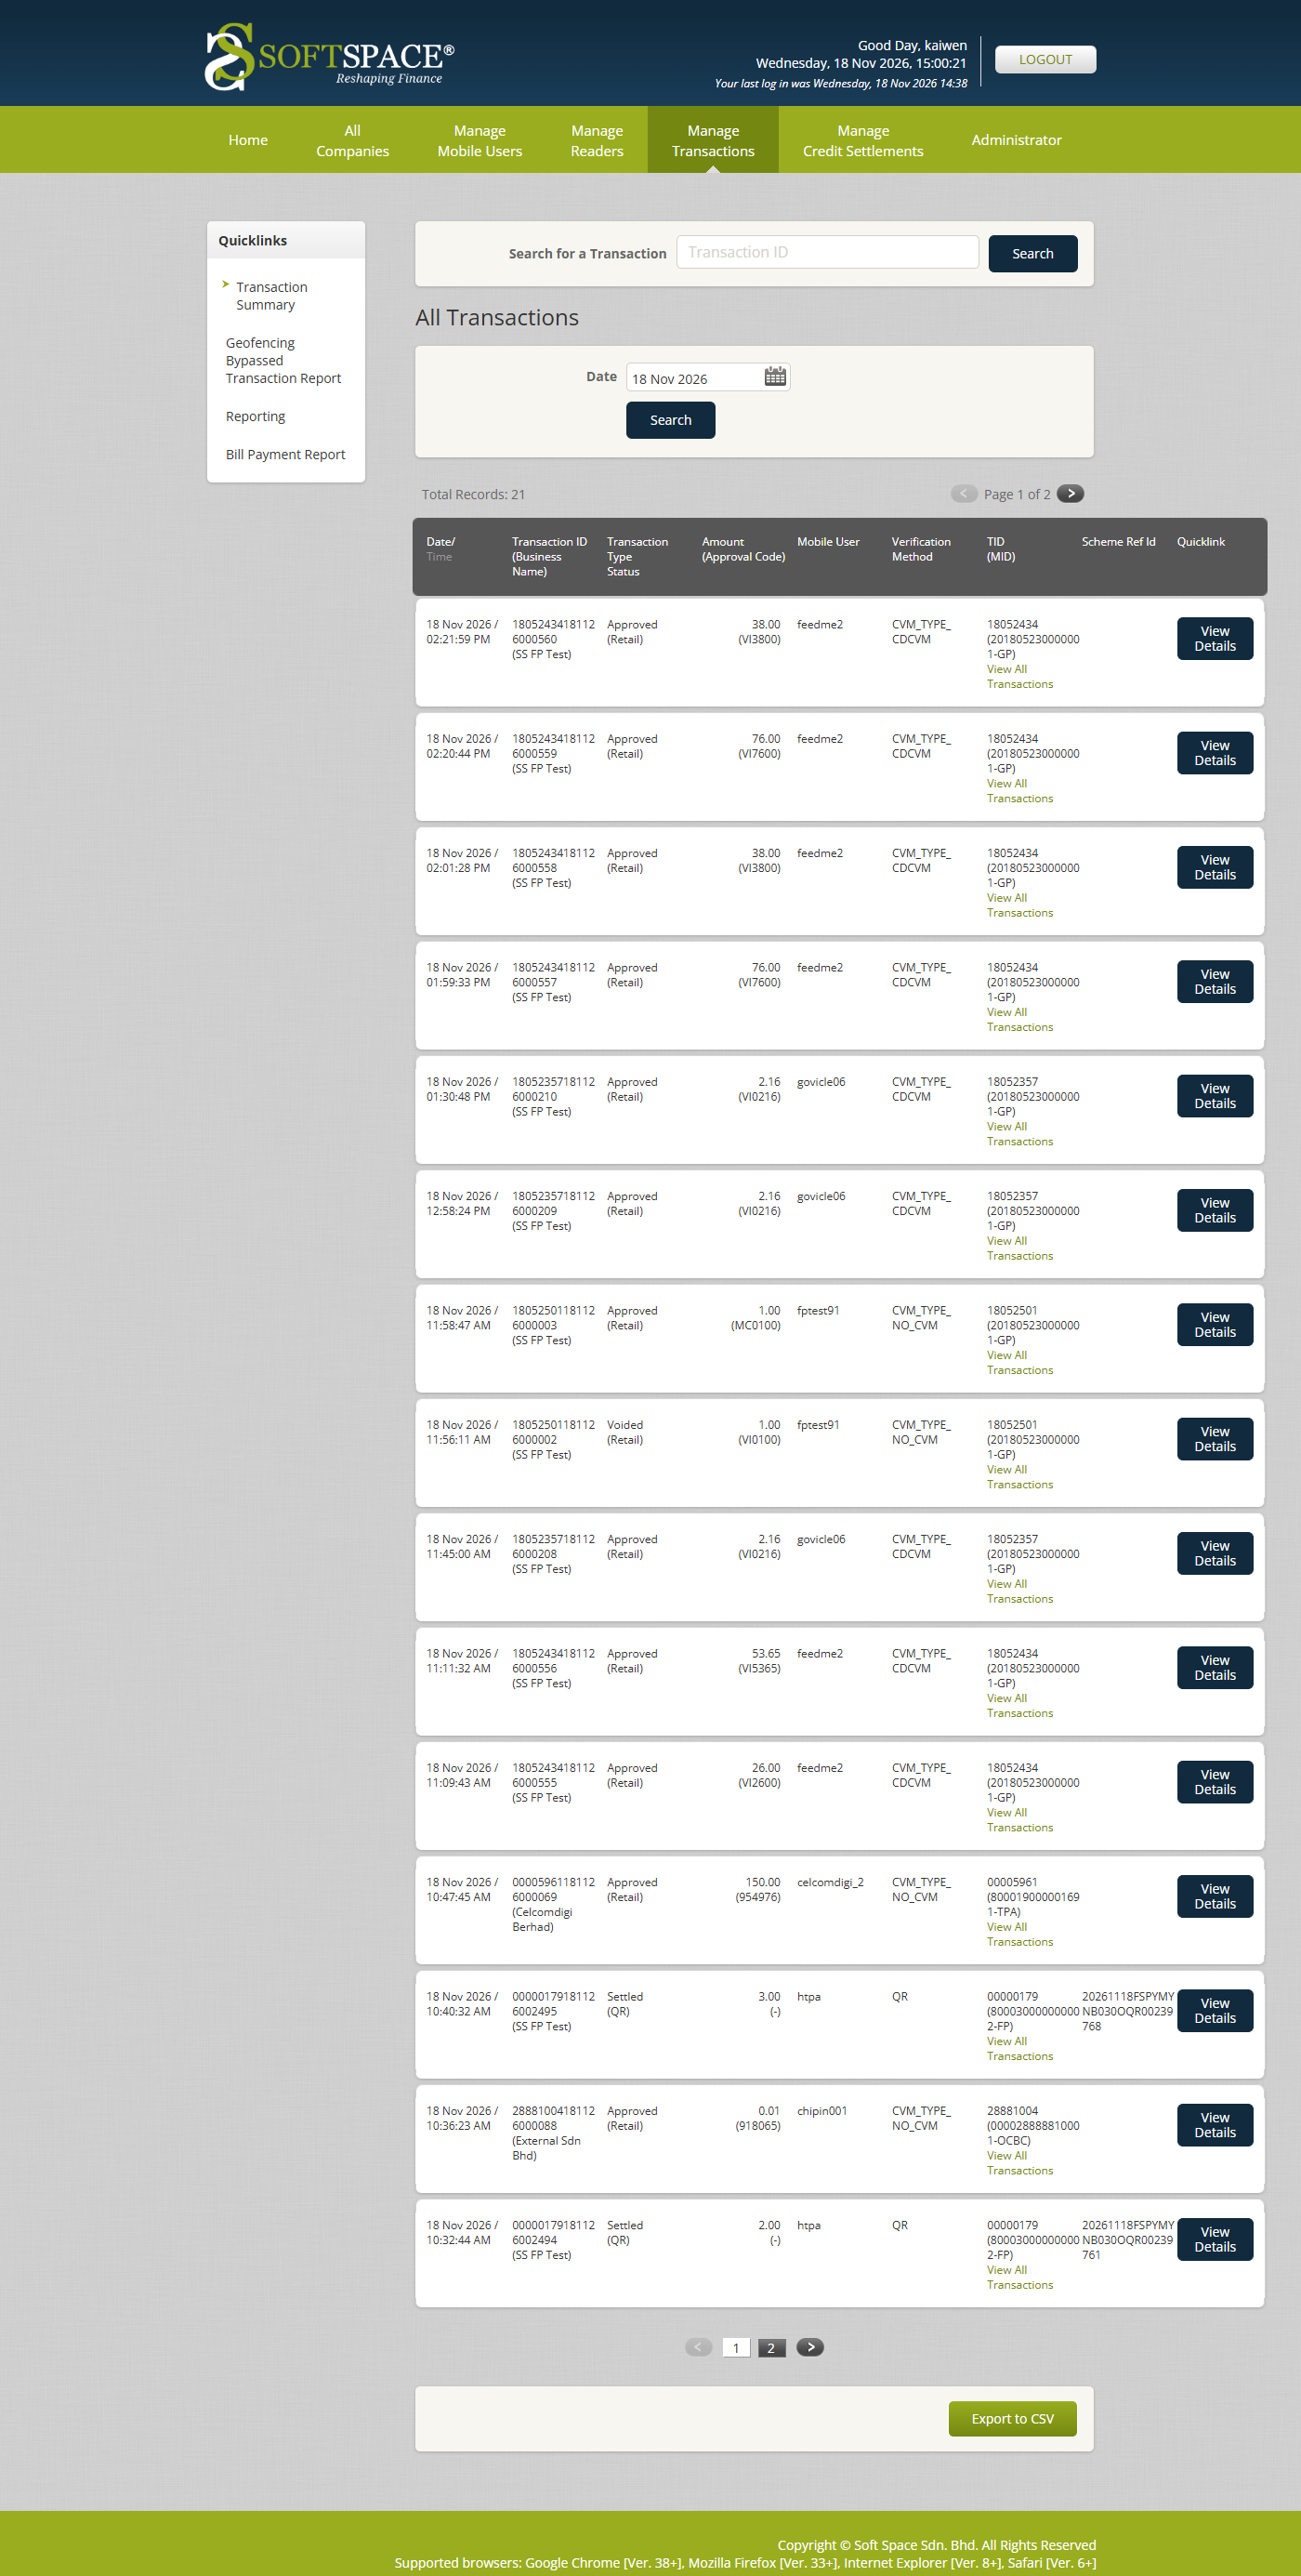 SOFTSPACE®
Reshaping Finance
Good Day, kaiwen
Wednesday, 18 Nov 2026, 15:00:21
Your last log in was Wednesday, 18 Nov 2026 14:38
LOGOUT
Home
All
Companies
Manage
Mobile Users
Manage
Readers
Manage
Transactions
Manage
Credit Settlements
Administrator
Quicklinks
Transaction
Summary
Geofencing
Bypassed
Transaction Report
Reporting
Bill Payment Report
Search for a Transaction
Transaction ID
Search
All Transactions
Date
18 Nov 2026
Search
Total Records: 21
< Page 1 of 2 >
Date/
Time
Transaction ID
(Business
Name)
Transaction
Type
Status
Amount
(Approval Code)
Mobile User
Verification
Method
TID
(MID)
Scheme Ref Id
Quicklink
18 Nov 2026 /
02:21:59 PM
1805243418112
6000560
(SS FP Test)
Approved
(Retail)
38.00
(VI3800)
feedme2
CVM_TYPE_
CDCVM
18052434
(20180523000000
1-GP)
View All
Transactions
View
Details
18 Nov 2026 /
02:20:44 PM
1805243418112
6000559
(SS FP Test)
Approved
(Retail)
76.00
(VI7600)
feedme2
CVM_TYPE_
CDCVM
18052434
(20180523000000
1-GP)
View All
Transactions
View
Details
18 Nov 2026 /
02:01:28 PM
1805243418112
6000558
(SS FP Test)
Approved
(Retail)
38.00
(VI3800)
feedme2
CVM_TYPE_
CDCVM
18052434
(20180523000000
1-GP)
View All
Transactions
View
Details
18 Nov 2026 /
01:59:33 PM
1805243418112
6000557
(SS FP Test)
Approved
(Retail)
76.00
(VI7600)
feedme2
CVM_TYPE_
CDCVM
18052434
(20180523000000
1-GP)
View All
Transactions
View
Details
18 Nov 2026 /
01:30:48 PM
1805235718112
6000210
(SS FP Test)
Approved
(Retail)
2.16
(VI0216)
govicle06
CVM_TYPE_
CDCVM
18052357
(20180523000000
1-GP)
View All
Transactions
View
Details
18 Nov 2026 /
12:58:24 PM
1805235718112
6000209
(SS FP Test)
Approved
(Retail)
2.16
(VI0216)
govicle06
CVM_TYPE_
CDCVM
18052357
(20180523000000
1-GP)
View All
Transactions
View
Details
18 Nov 2026 /
11:58:47 AM
1805250118112
6000003
(SS FP Test)
Approved
(Retail)
1.00
(MC0100)
fptest91
CVM_TYPE_
NO_CVM
18052501
(20180523000000
1-GP)
View All
Transactions
View
Details
18 Nov 2026 /
11:56:11 AM
1805250118112
6000002
(SS FP Test)
Voided
(Retail)
1.00
(VI0100)
fptest91
CVM_TYPE_
NO_CVM
18052501
(20180523000000
1-GP)
View All
Transactions
View
Details
18 Nov 2026 /
11:45:00 AM
1805235718112
6000208
(SS FP Test)
Approved
(Retail)
2.16
(VI0216)
govicle06
CVM_TYPE_
CDCVM
18052357
(20180523000000
1-GP)
View All
Transactions
View
Details
18 Nov 2026 /
11:11:32 AM
1805243418112
6000556
(SS FP Test)
Approved
(Retail)
53.65
(VI5365)
feedme2
CVM_TYPE_
CDCVM
18052434
(20180523000000
1-GP)
View All
Transactions
View
Details
18 Nov 2026 /
11:09:43 AM
1805243418112
6000555
(SS FP Test)
Approved
(Retail)
26.00
(VI2600)
feedme2
CVM_TYPE_
CDCVM
18052434
(20180523000000
1-GP)
View All
Transactions
View
Details
18 Nov 2026 /
10:47:45 AM
0000596118112
6000069
(Celcomdigi
Berhad)
Approved
(Retail)
150.00
(954976)
celcomdigi_2
CVM_TYPE_
NO_CVM
00005961
(80001900000169
1-TPA)
View All
Transactions
View
Details
18 Nov 2026 /
10:40:32 AM
0000017918112
6002495
(SS FP Test)
Settled
(QR)
3.00
(-)
htpa
QR
00000179
(80003000000000
2-FP)
View All
Transactions
20261118FSPYMY
NB030OQR00239
768
View
Details
18 Nov 2026 /
10:36:23 AM
2888100418112
6000088
(External Sdn
Bhd)
Approved
(Retail)
0.01
(918065)
chipin001
CVM_TYPE_
NO_CVM
28881004
(00002888881000
1-OCBC)
View All
Transactions
View
Details
18 Nov 2026 /
10:32:44 AM
0000017918112
6002494
(SS FP Test)
Settled
(QR)
2.00
(-)
htpa
QR
00000179
(80003000000000
2-FP)
View All
Transactions
20261118FSPYMY
NB030OQR00239
761
View
Details
< 1 2 >
Export to CSV
Copyright © Soft Space Sdn. Bhd. All Rights Reserved
Supported browsers: Google Chrome [Ver. 38+], Mozilla Firefox [Ver. 33+], Internet Explorer [Ver. 8+], Safari [Ver. 6+]